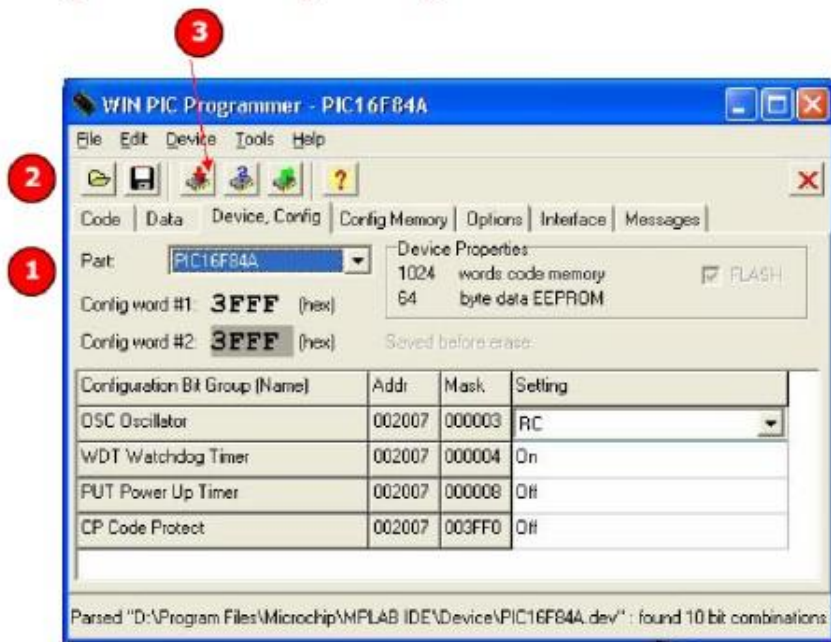 3
WIN PIC Programmer - PIC16F84A
File Edit Device Tools Help
2
?
Code Data Device, Config Config Memory Options Interface Messages
1
Part: PIC16F84A
Device Properties
1024 words code memory
FLASH
64 byte data EEPROM
Config word #1: 3FFF (hex)
Config word #2: 3FFF (hex)
Saved before erase
Configuration Bit Group (Name) Addr Mask Setting
OSC Oscillator 002007 000003 RC
WDT Watchdog Timer 002007 000004 On
PUT Power Up Timer 002007 000008 Off
CP Code Protect 002007 003FF0 Off
Parsed "D:\Program Files\Microchip\MPLAB IDE\Device\PIC16F84A.dev" : found 10 bit combinations